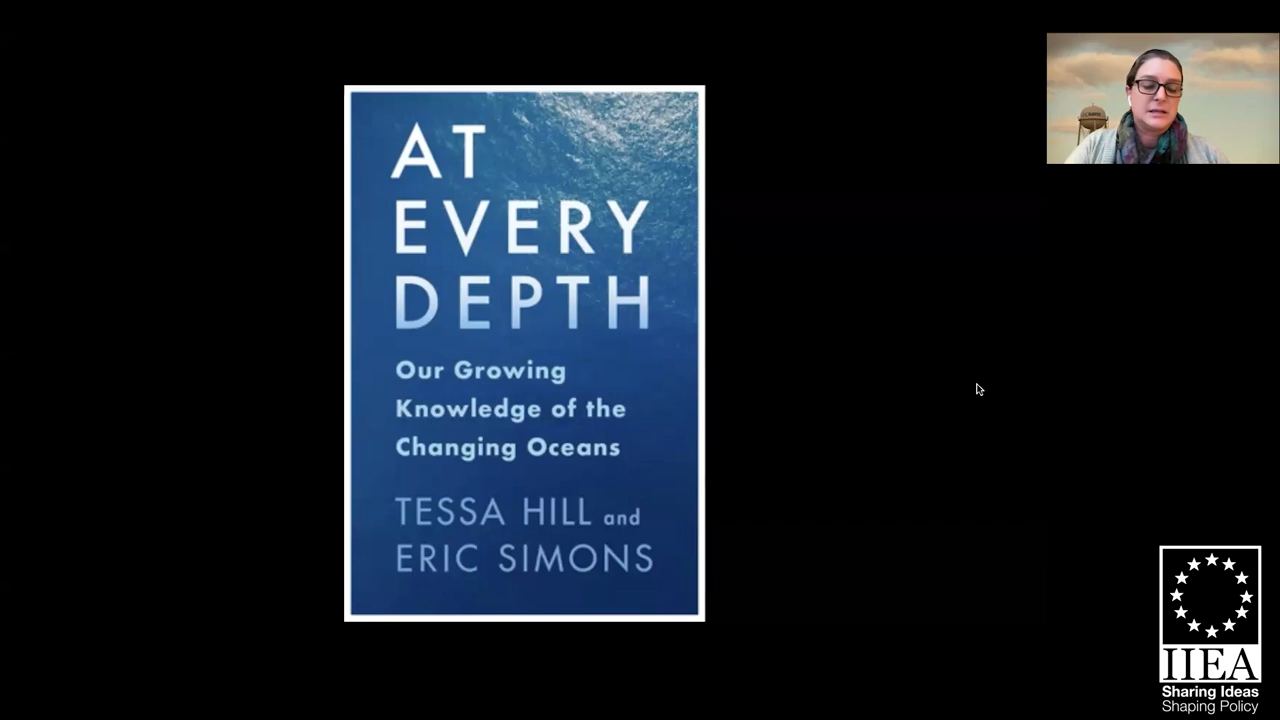 AT
EVERY
DEPTH
Our Growing
Knowledge of the
Changing Oceans
TESSA HILL and
ERIC SIMONS
IIEA
Sharing Ideas
Shaping Policy